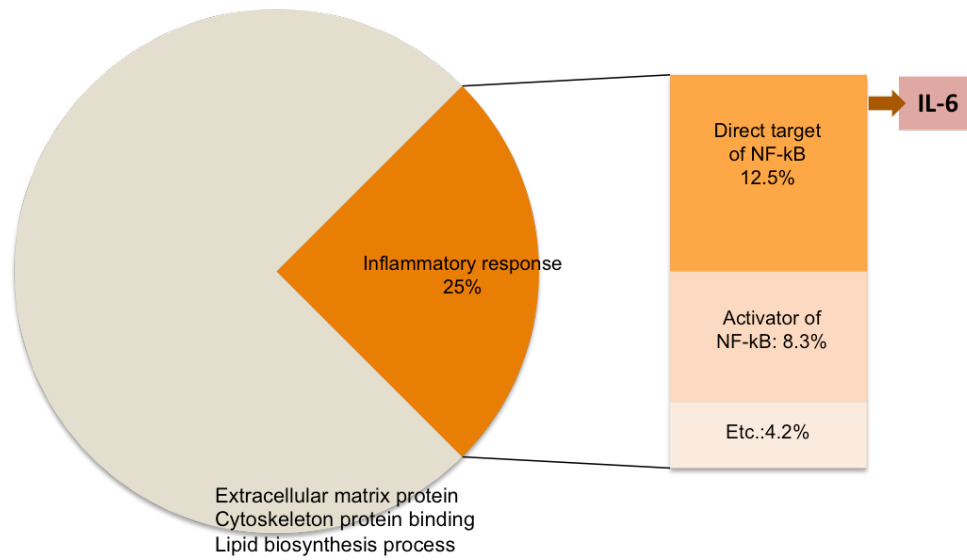 Inflammatory response
25%
Extracellular matrix protein
Cytoskeleton protein binding
Lipid biosynthesis process
Direct target
of NF-kB
12.5%
Activator of
NF-kB: 8.3%
Etc.:4.2%
IL-6